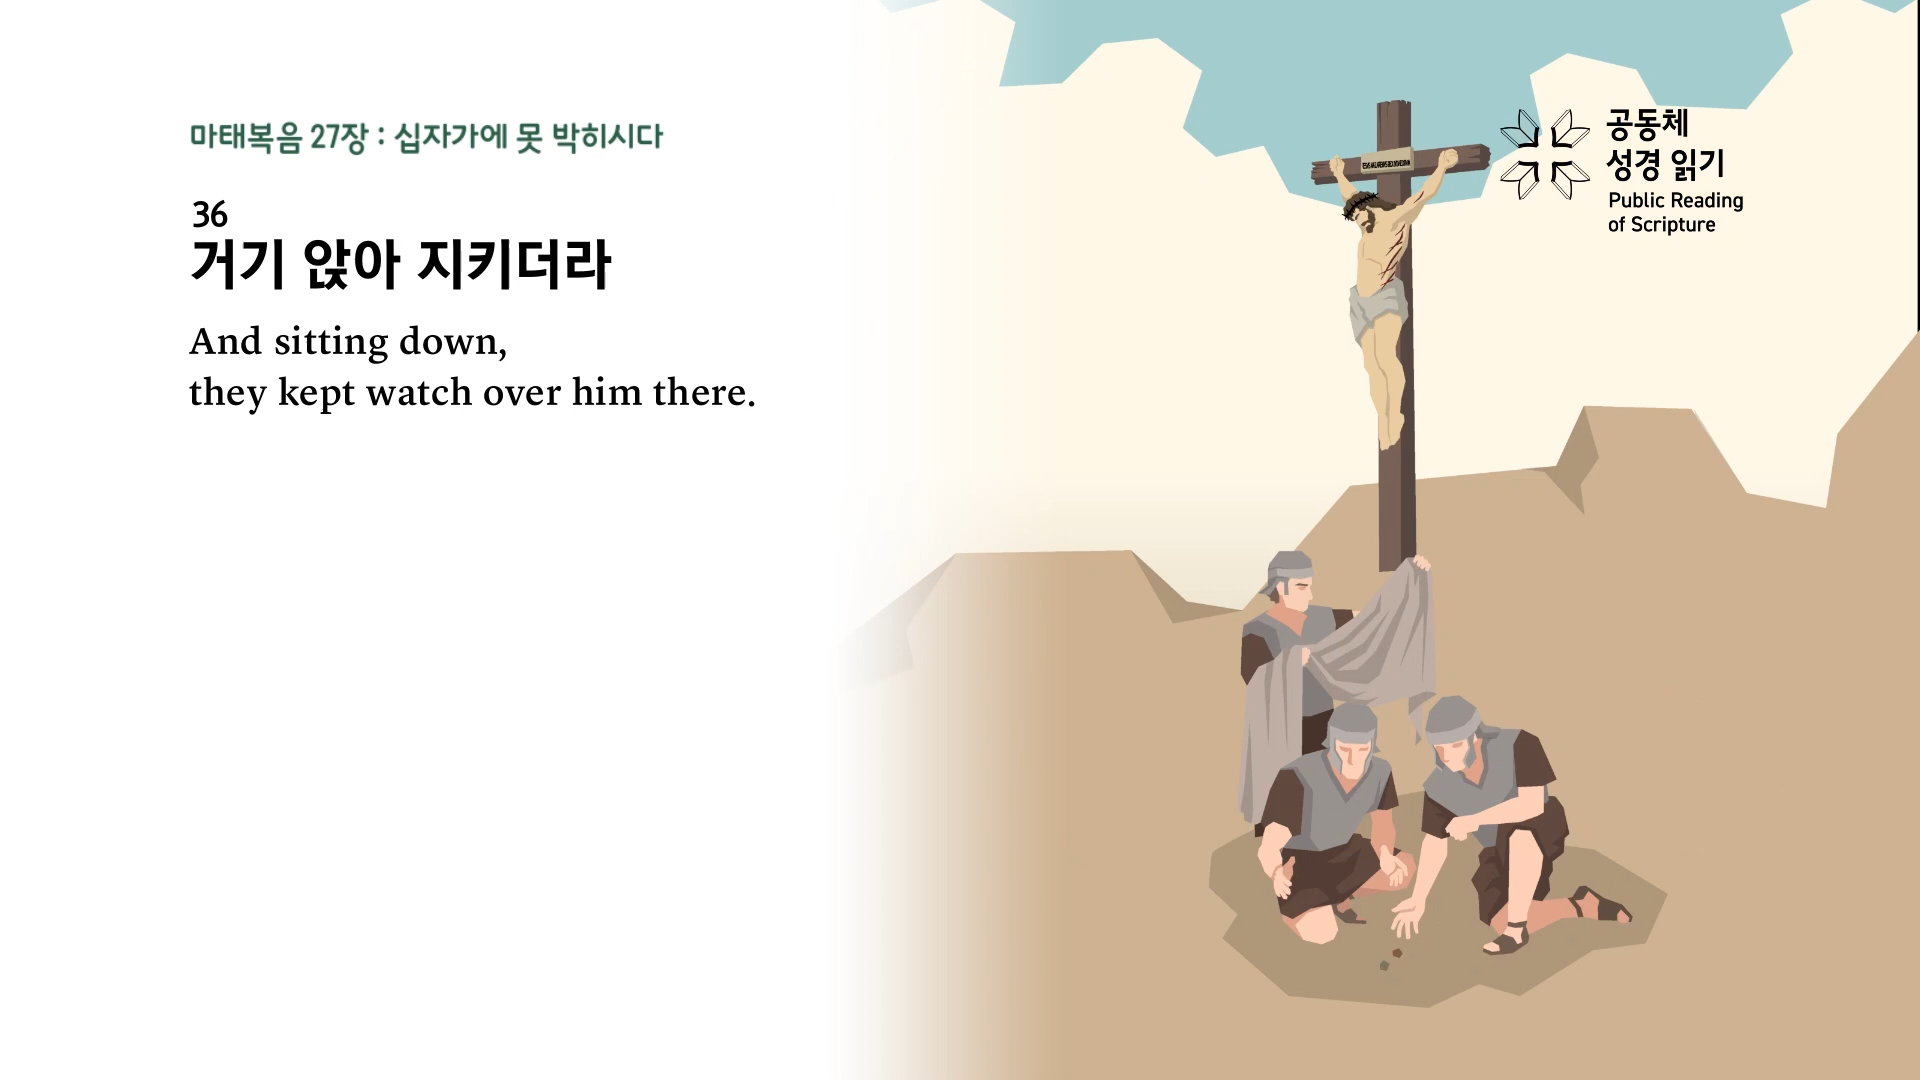 마태복음 27장 : 십자가에 못 박히시다
36
거기 앉아 지키더라
And sitting down,
they kept watch over him there.
공동체
성경 읽기
Public Reading
of Scripture